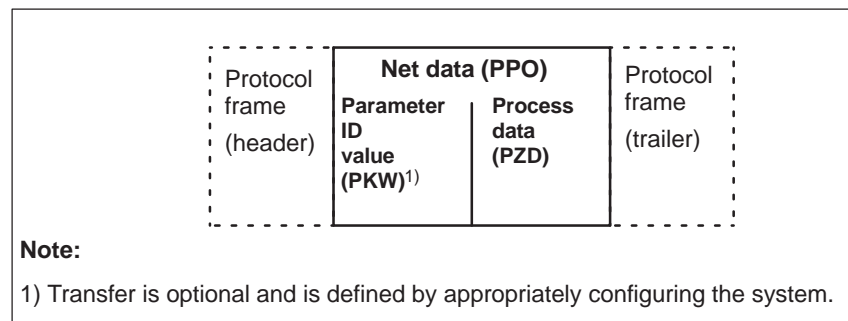 Protocol
frame
(header)
Net data (PPO)
Parameter
ID
value
(PKW)1)
Process
data
(PZD)
Protocol
frame
(trailer)
Note:
1) Transfer is optional and is defined by appropriately configuring the system.